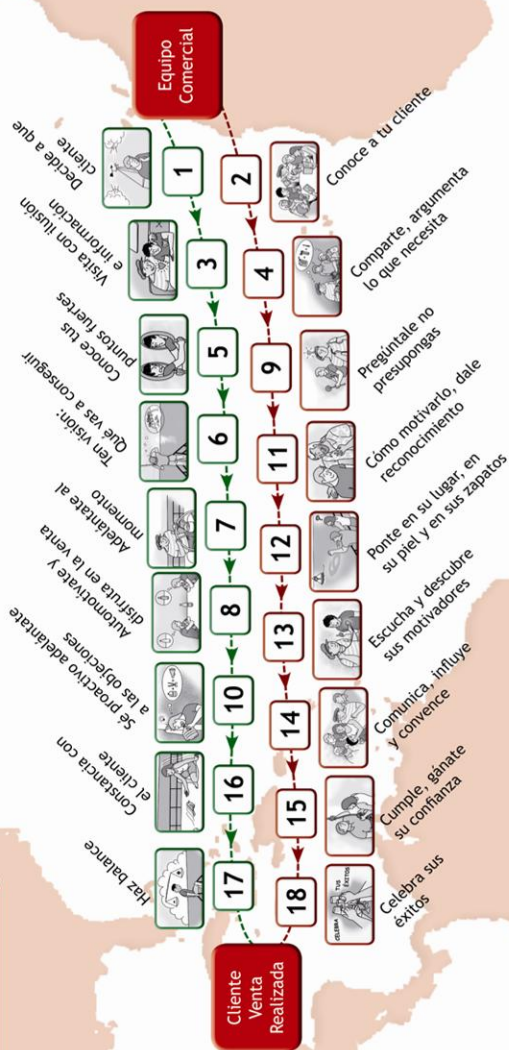 Haz balance
Constancia con
el cliente
Sé proactivo adelántate
a las objeciones
Automotívate y
disfruta en la venta
Adelántate al
momento
Ten visión:
Qué vas a conseguir
Conoce tus
puntos fuertes
Visita con ilusión
e información
Decide a que
cliente
17
16
10
8
7
6
5
3
1
Cliente
Venta
Realizada
Equipo
Comercial
18
15
14
13
12
11
9
4
2
CELEBRA TUS
ÉXITOS
Celebra sus
éxitos
Cumple, gánate
su confianza
Comunica, influye
y convence
Escucha y descubre
sus motivadores
Ponte en su lugar, en
su piel y en sus zapatos
Cómo motivarlo, dale
reconocimiento
Pregúntale no
presupongas
Comparte, argumenta
lo que necesita
Conoce a tu cliente